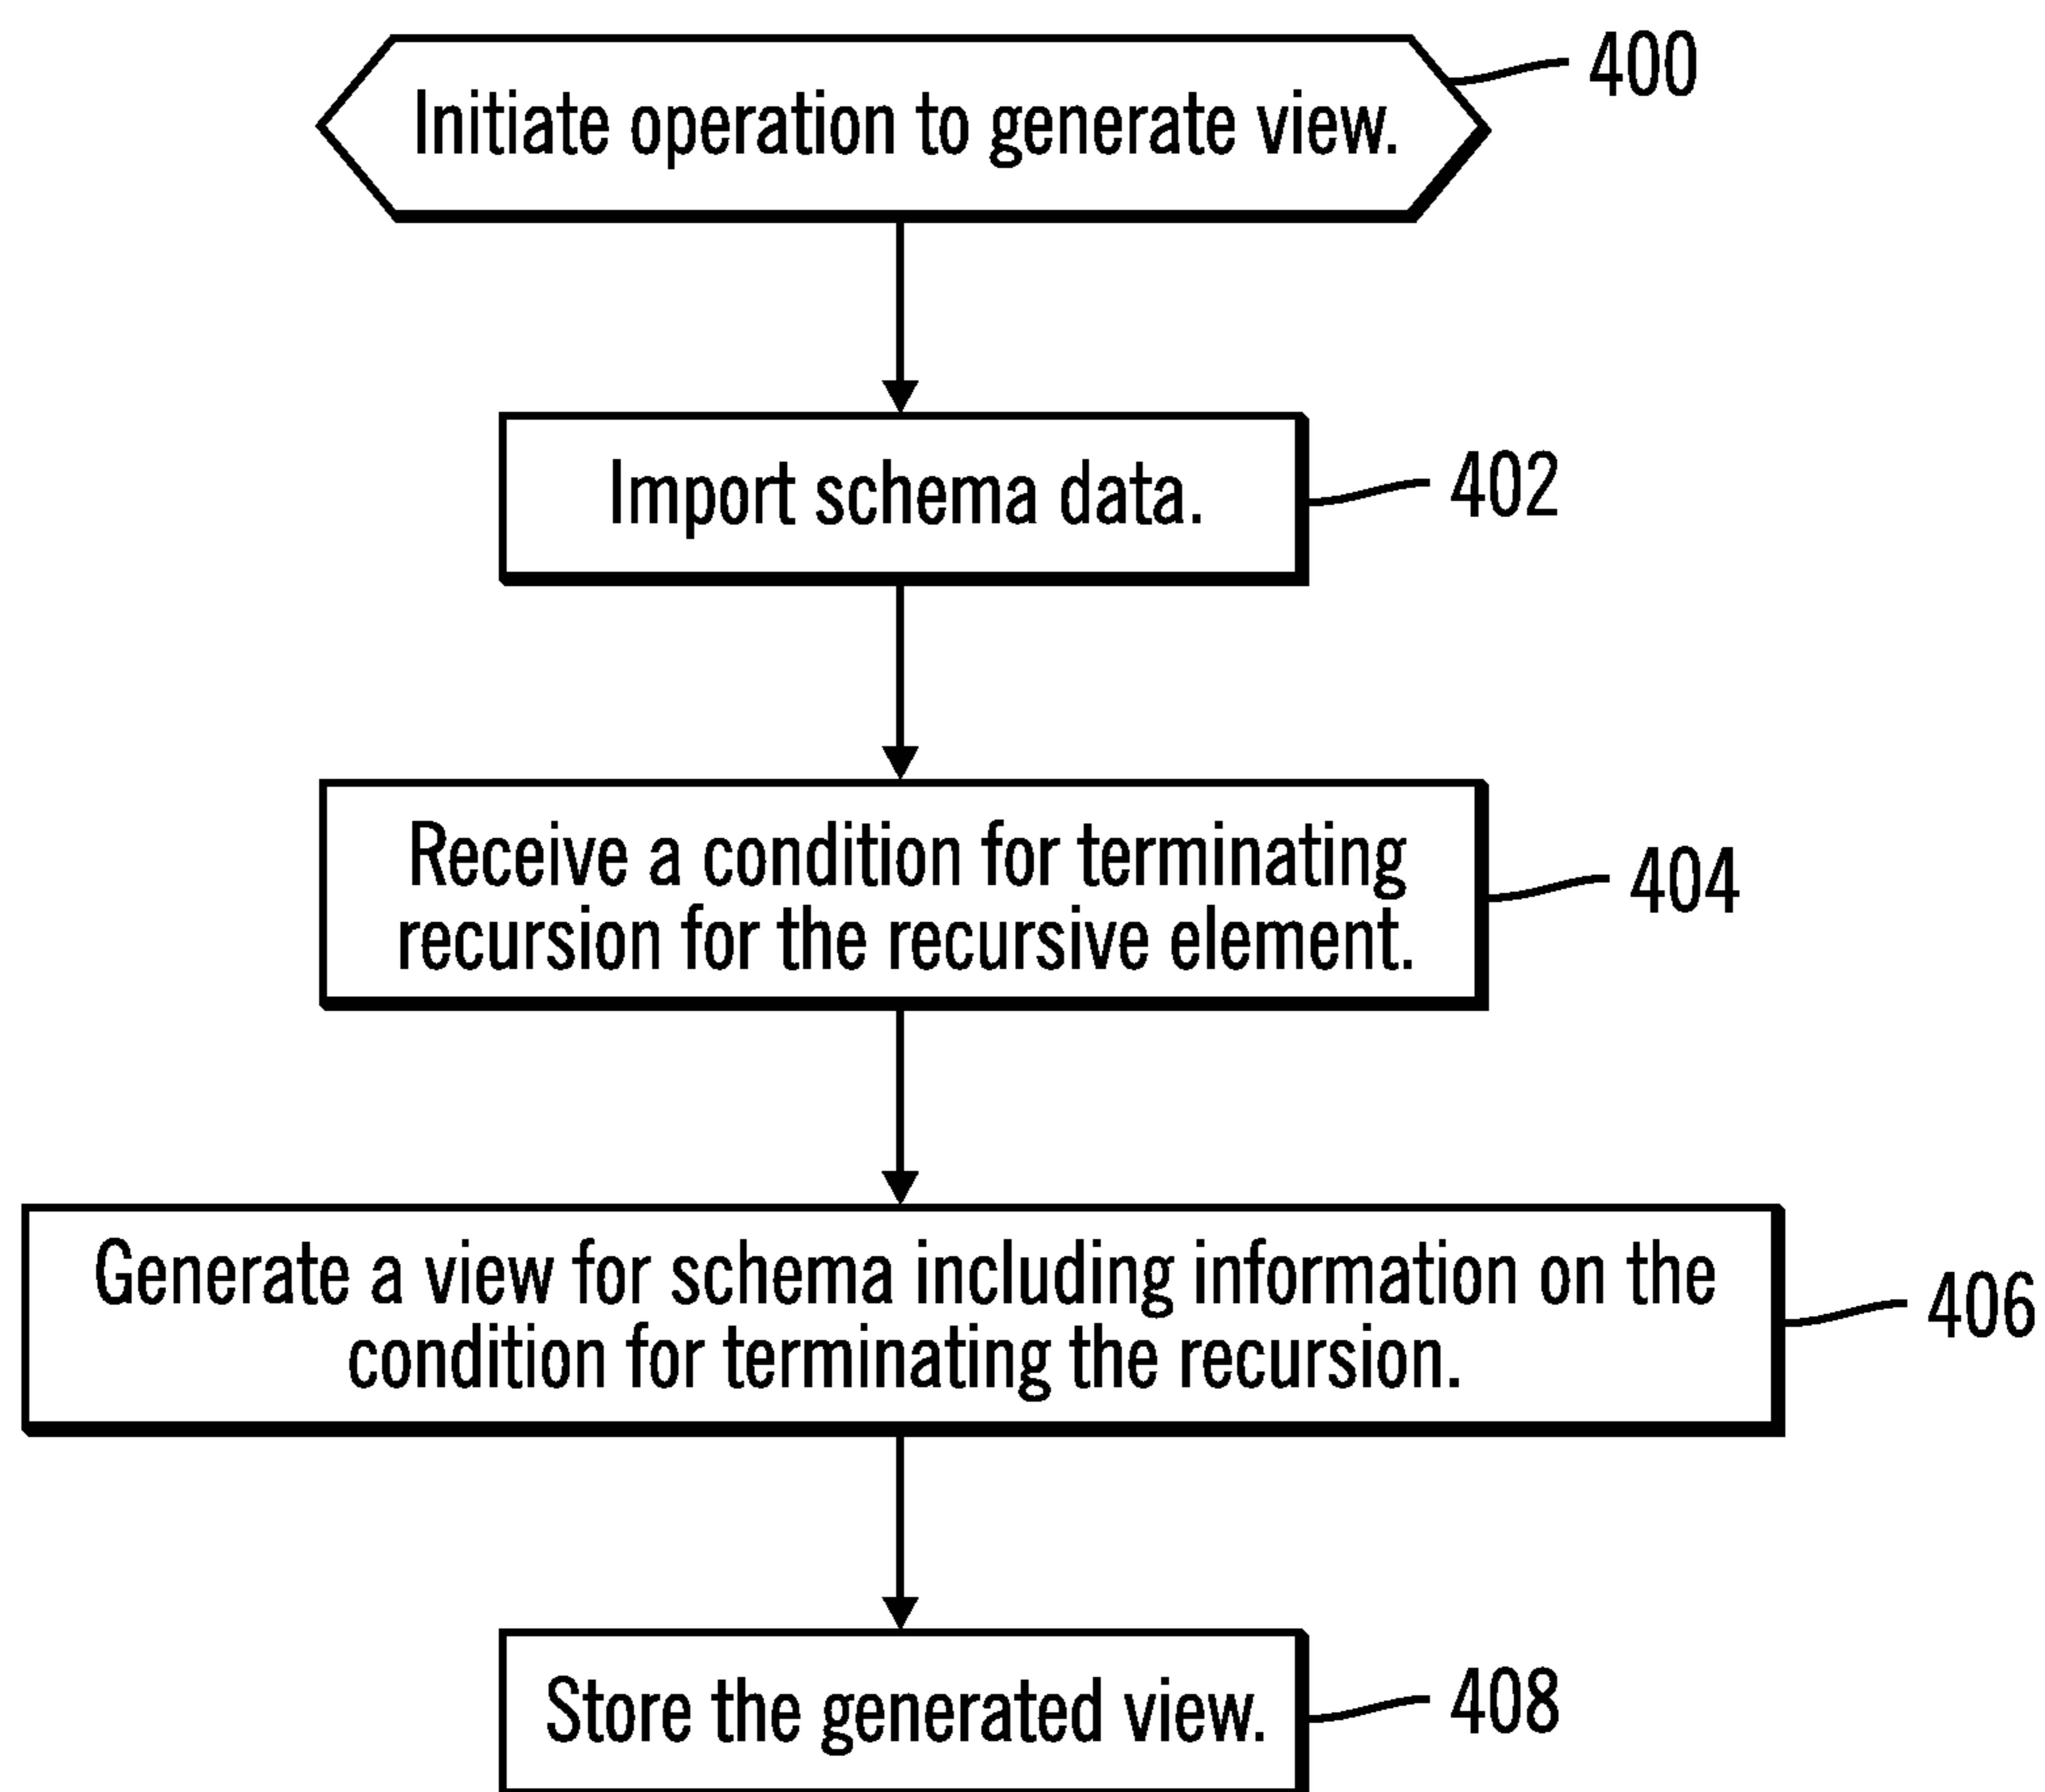 Initiate operation to generate view.
400
Import schema data.
402
Receive a condition for terminating
recursion for the recursive element.
404
Generate a view for schema including information on the
condition for terminating the recursion.
406
Store the generated view.
408